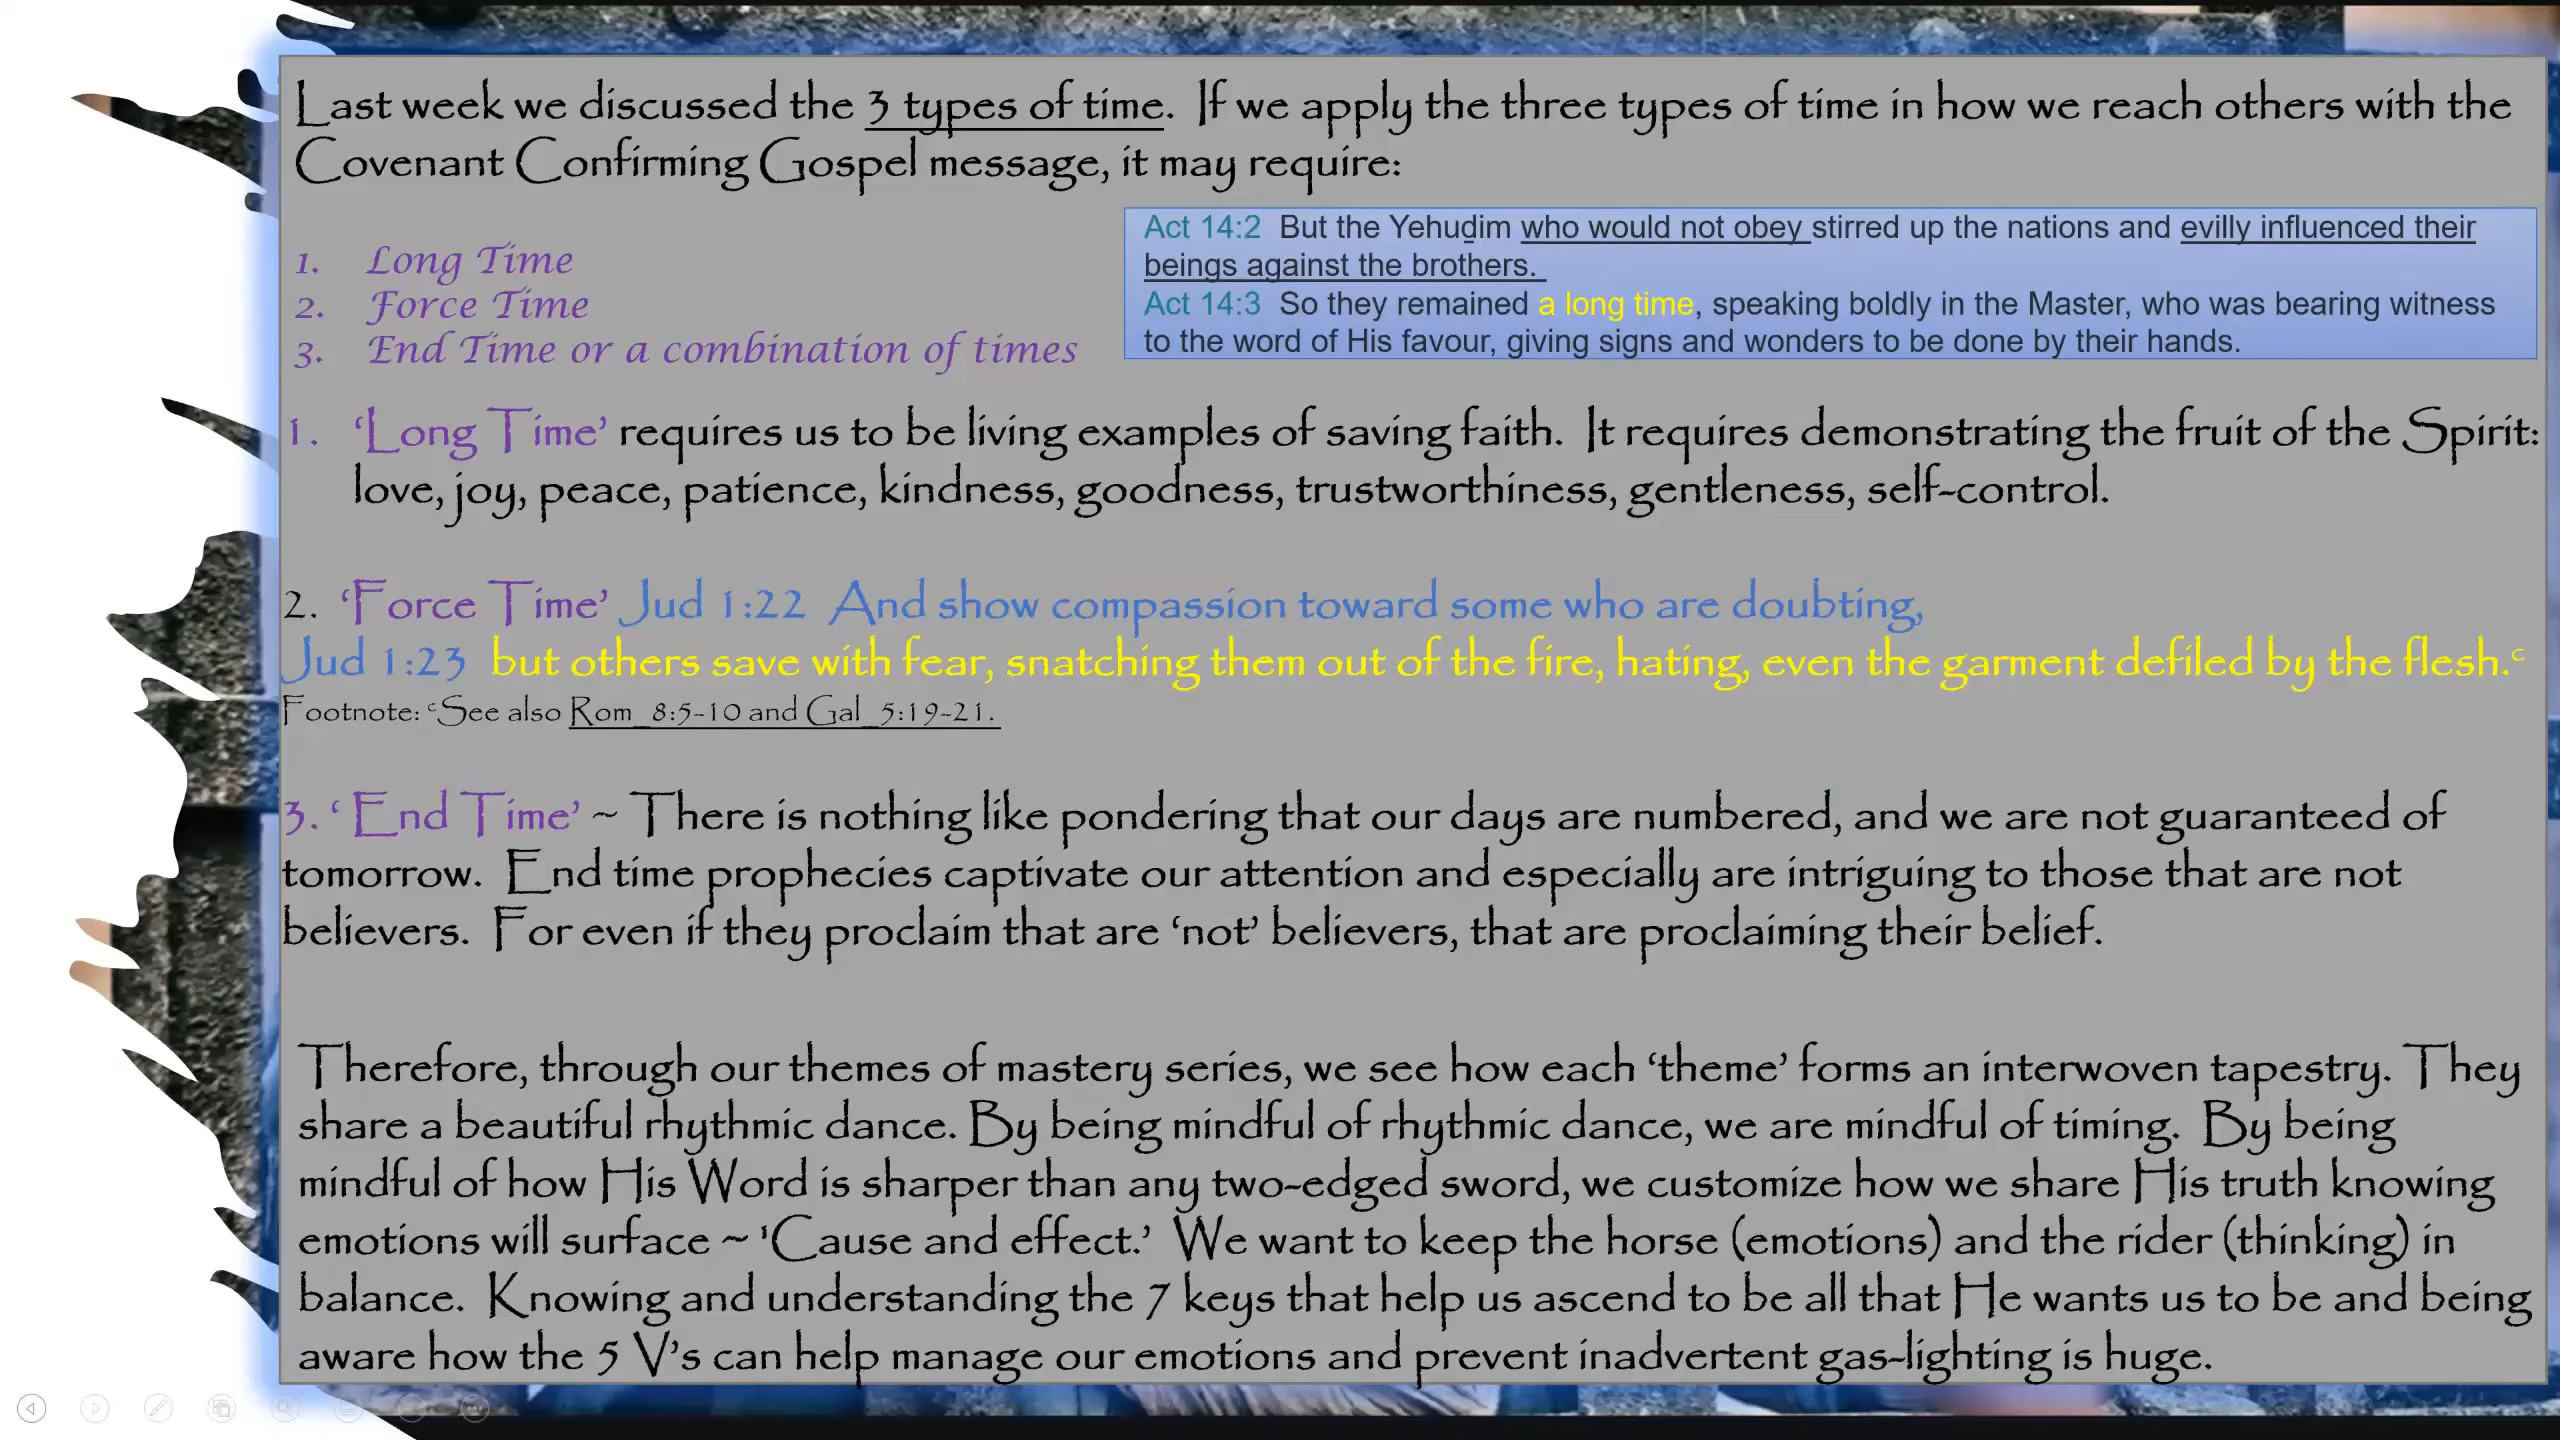 Last week we discussed the 3 types of time.  If we apply the three types of time in how we reach others with the
Covenant Confirming Gospel message, it may require:
1. Long Time
2. Force Time
3. End Time or a combination of times
Act 14:2  But the Yehuḏim who would not obey stirred up the nations and evilly influenced their
beings against the brothers.
Act 14:3  So they remained a long time, speaking boldly in the Master, who was bearing witness
to the word of His favour, giving signs and wonders to be done by their hands.
1. ‘Long Time’ requires us to be living examples of saving faith.  It requires demonstrating the fruit of the Spirit:
love, joy, peace, patience, kindness, goodness, trustworthiness, gentleness, self-control.
2. ‘Force Time’ Jud 1:22  And show compassion toward some who are doubting,
Jud 1:23  but others save with fear, snatching them out of the fire, hating, even the garment defiled by the flesh.ᶜ
Footnote: ᶜSee also Rom_8:5-10 and Gal_5:19-21.
3. ‘ End Time’ ~ There is nothing like pondering that our days are numbered, and we are not guaranteed of
tomorrow.  End time prophecies captivate our attention and especially are intriguing to those that are not
believers.  For even if they proclaim that are ‘not’ believers, that are proclaiming their belief.
Therefore, through our themes of mastery series, we see how each ‘theme’ forms an interwoven tapestry. They
share a beautiful rhythmic dance. By being mindful of rhythmic dance, we are mindful of timing.  By being
mindful of how His Word is sharper than any two-edged sword, we customize how we share His truth knowing
emotions will surface ~ 'Cause and effect.’  We want to keep the horse (emotions) and the rider (thinking) in
balance.  Knowing and understanding the 7 keys that help us ascend to be all that He wants us to be and being
aware how the 5 V’s can help manage our emotions and prevent inadvertent gas-lighting is huge.